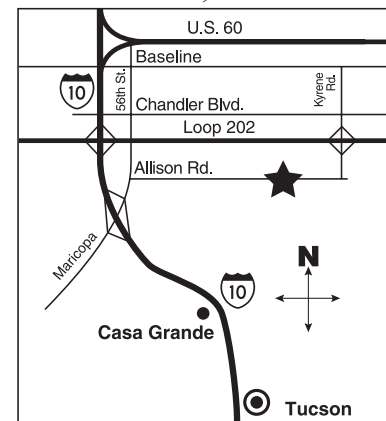 U.S. 60
Baseline
10
56th St.
Kyrene Rd.
Chandler Blvd.
Loop 202
Allison Rd.
Maricopa
N
10
Casa Grande
Tucson